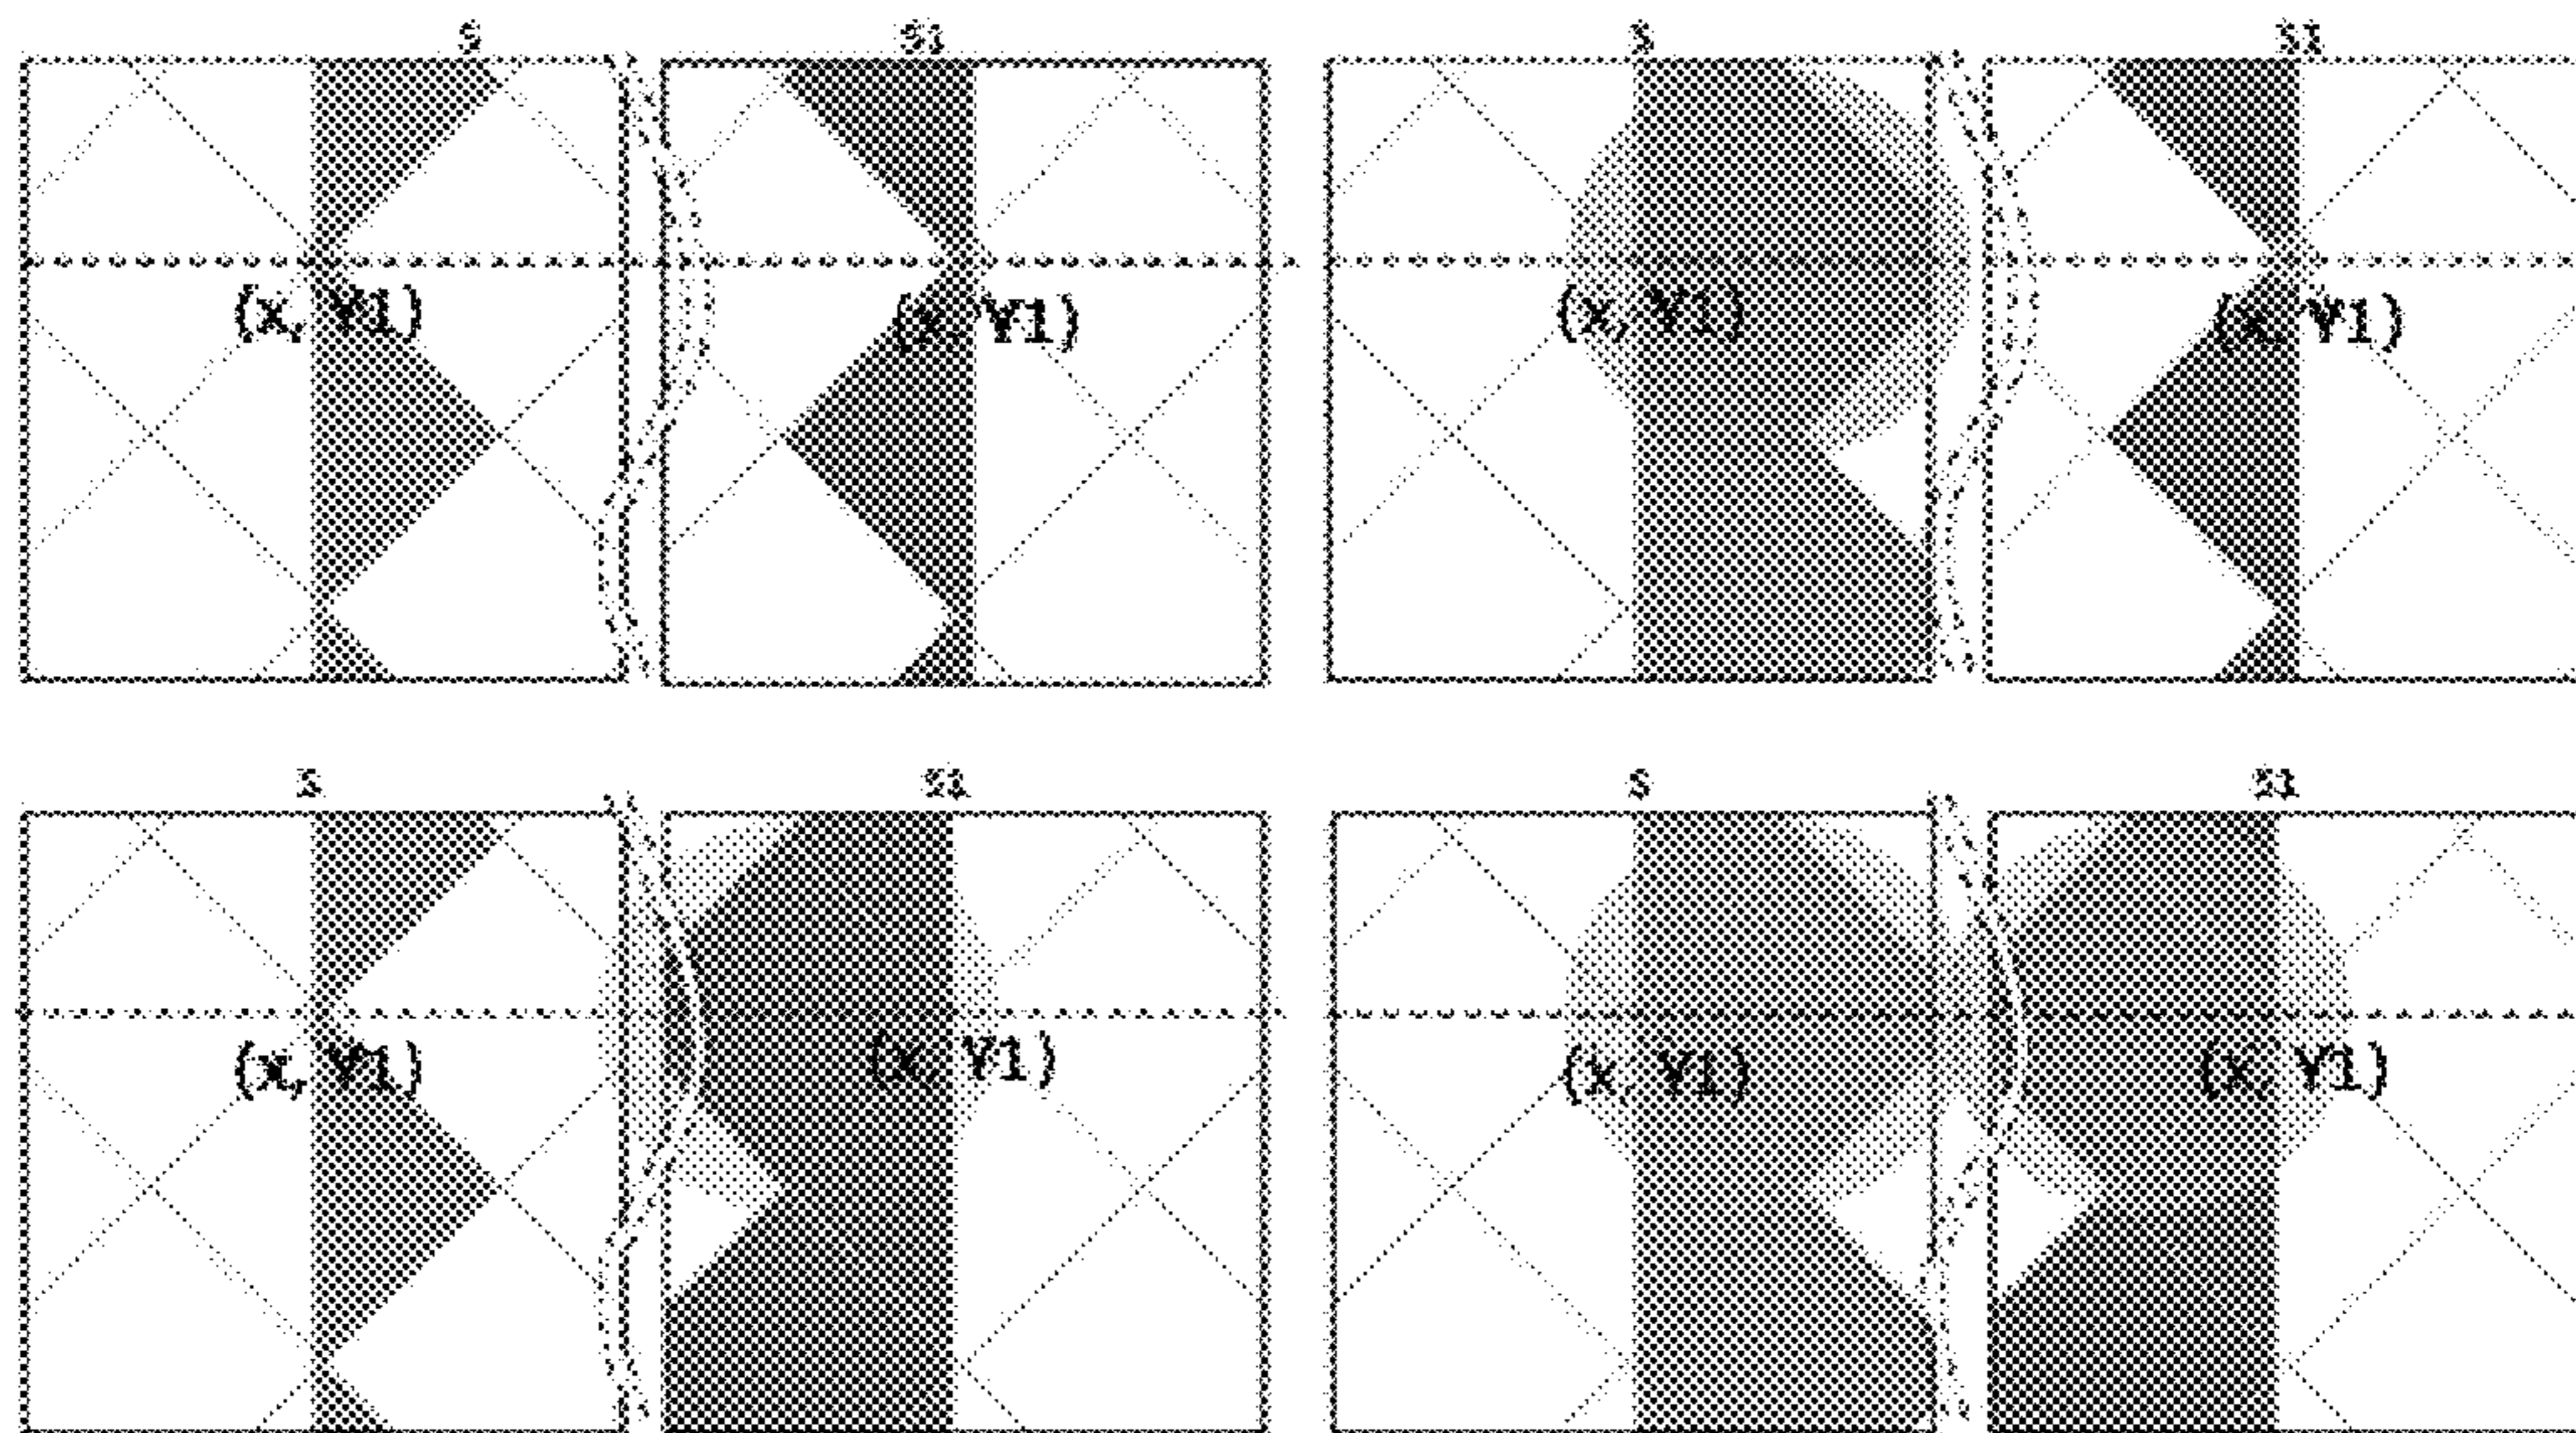 S S1 S S1
(x, Y1) (x, Y1) (x, Y1) (x, Y1)
S S1 S S1
(x, Y1) (x, Y1) (x, Y1) (x, Y1)